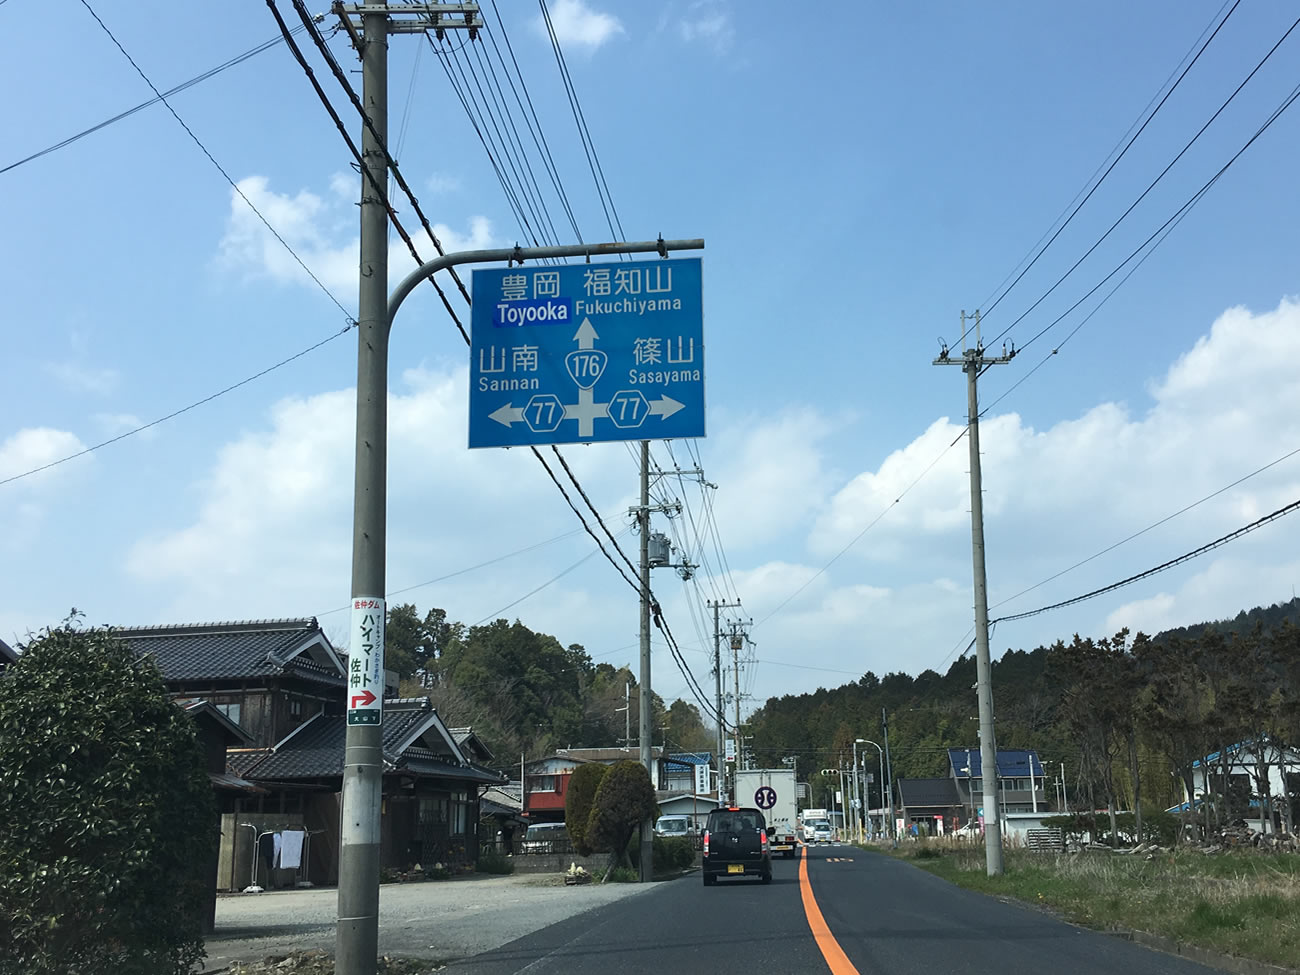 豊岡 福知山
Toyooka Fukuchiyama
山南 176 篠山
Sannan Sasayama
77 77
佐仲ダム
ハイマート佐仲